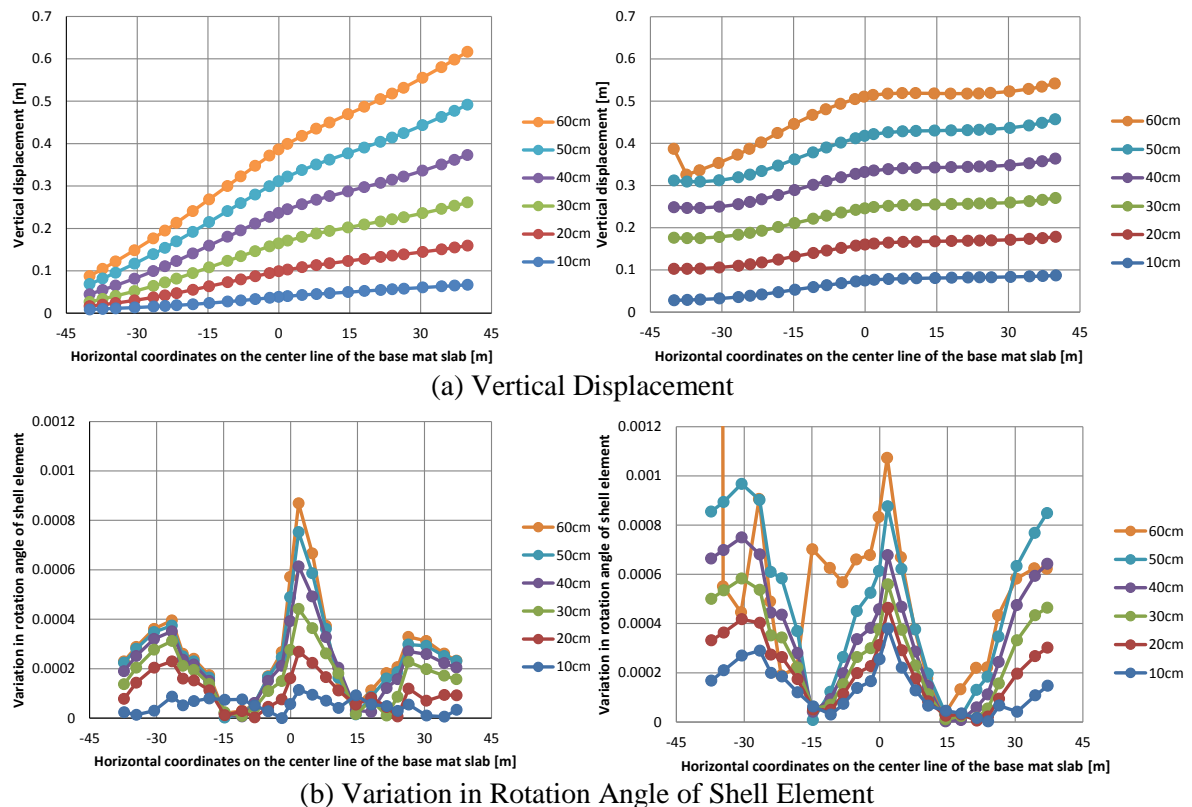 0.7
0.6
0.5
0.4
0.3
0.2
0.1
0
Vertical displacement [m]
-45 -30 -15 0 15 30 45
Horizontal coordinates on the center line of the base mat slab [m]
60cm
50cm
40cm
30cm
20cm
10cm
0.7
0.6
0.5
0.4
0.3
0.2
0.1
0
Vertical displacement [m]
-45 -30 -15 0 15 30 45
Horizontal coordinates on the center line of the base mat slab [m]
60cm
50cm
40cm
30cm
20cm
10cm
(a) Vertical Displacement
0.0012
0.001
0.0008
0.0006
0.0004
0.0002
0
Variation in rotation angle of shell element
-45 -30 -15 0 15 30 45
Horizontal coordinates on the center line of the base mat slab [m]
60cm
50cm
40cm
30cm
20cm
10cm
0.0012
0.001
0.0008
0.0006
0.0004
0.0002
0
Variation in rotation angle of shell element
-45 -30 -15 0 15 30 45
Horizontal coordinates on the center line of the base mat slab [m]
60cm
50cm
40cm
30cm
20cm
10cm
(b) Variation in Rotation Angle of Shell Element